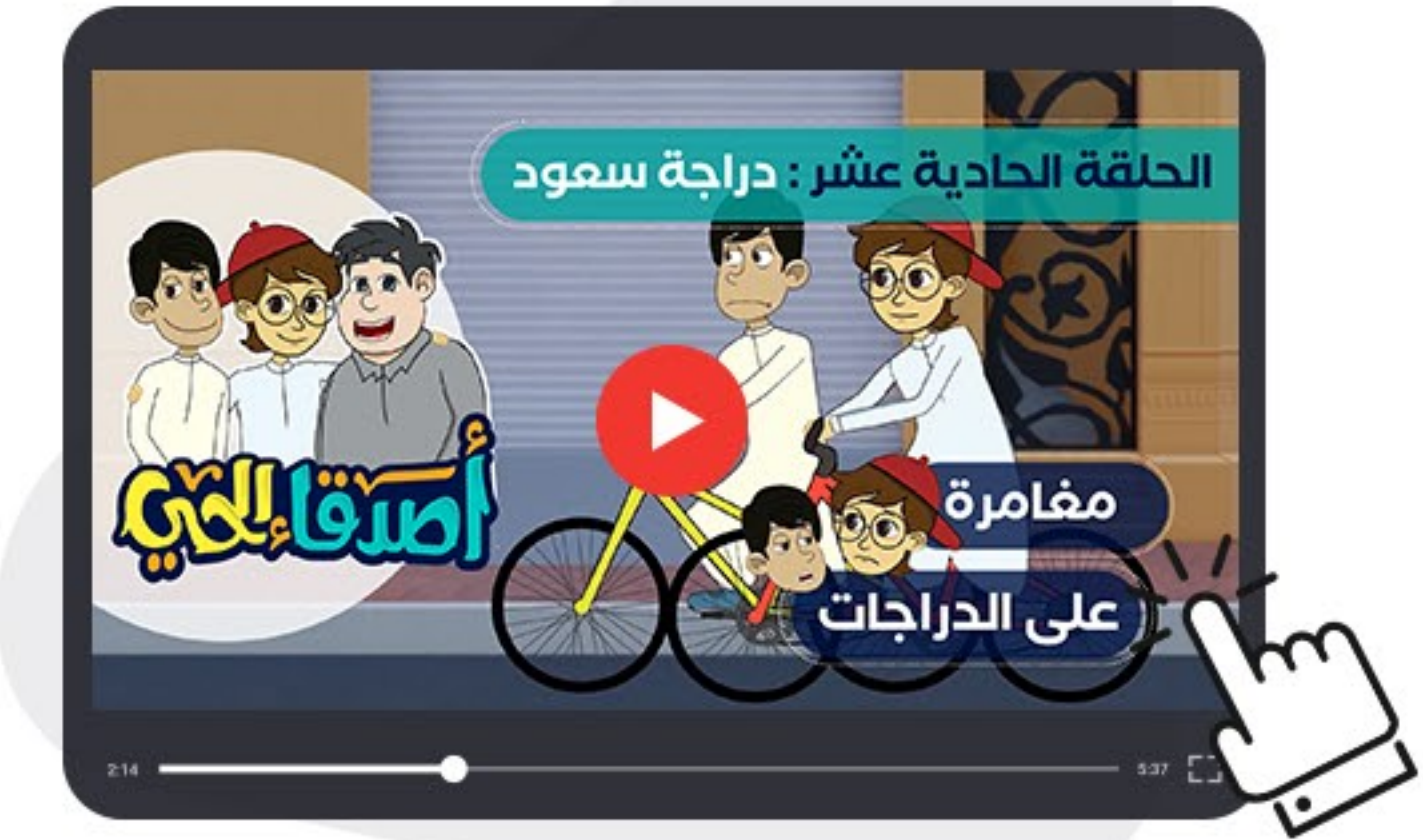 الحلقة الحادية عشر : دراجة سعود
أصدقاء الحي
مغامرة
على الدراجات
2:14
5:37